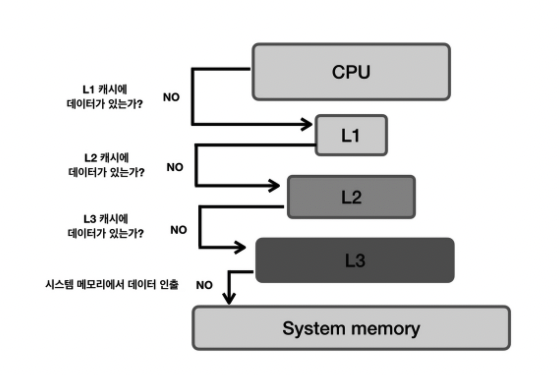 CPU
L1 캐시에
데이터가 있는가?
NO
L1
L2 캐시에
데이터가 있는가?
NO
L2
L3 캐시에
데이터가 있는가?
NO
L3
시스템 메모리에서 데이터 인출
NO
System memory